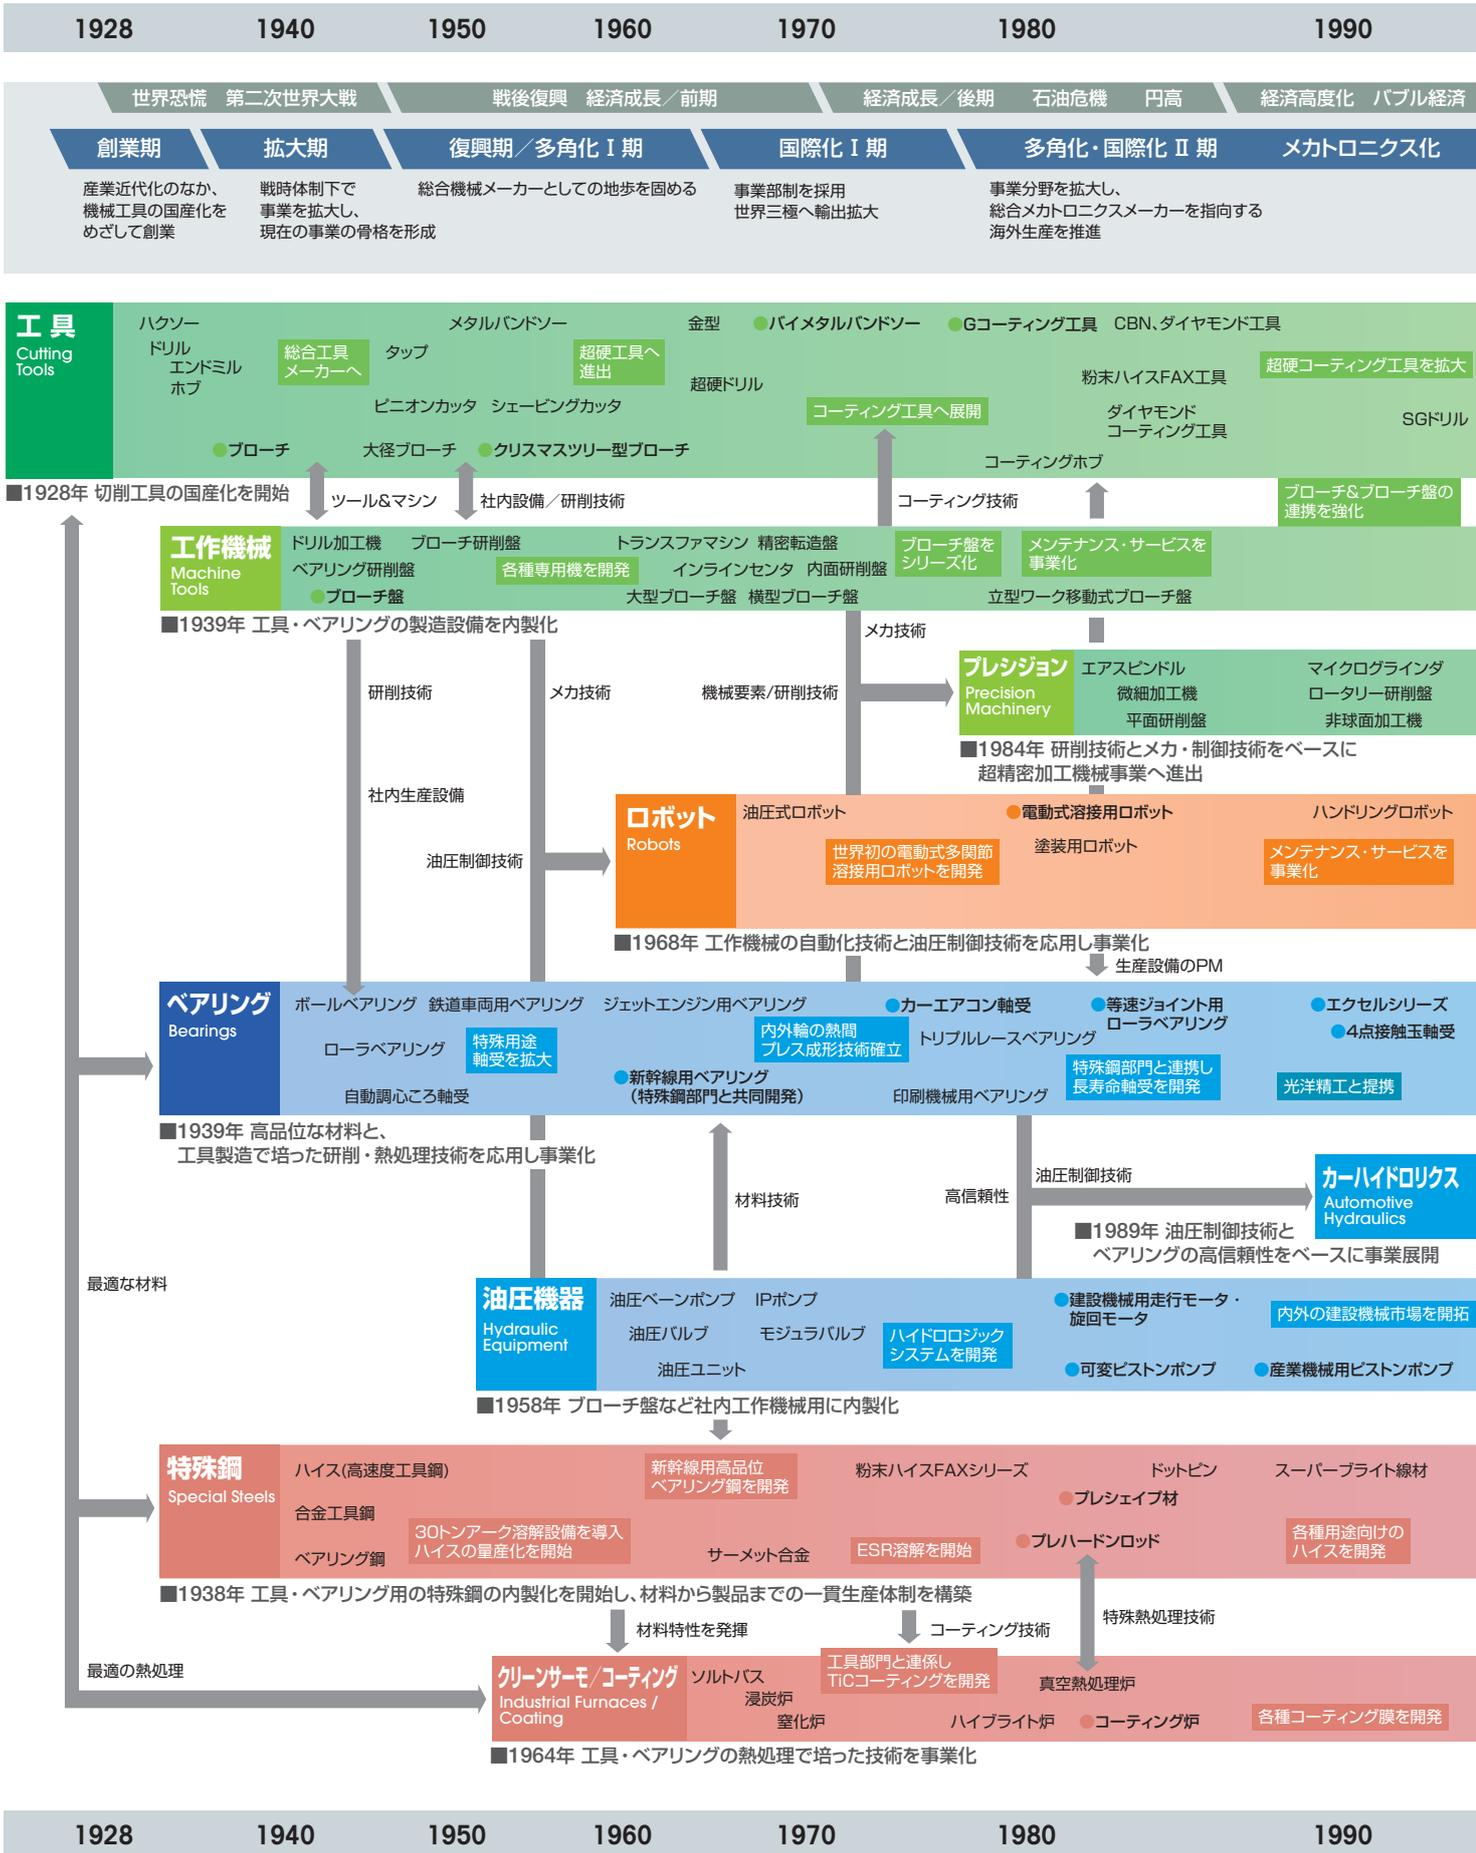 1928 1940 1950 1960 1970 1980 1990
世界恐慌 第二次世界大戦 戦後復興 経済成長／前期 経済成長／後期 石油危機 円高 経済高度化 バブル経済
創業期 拡大期 復興期／多角化 I 期 国際化 I 期 多角化・国際化 II 期 メカトロニクス化
産業近代化のなか、
機械工具の国産化を
めざして創業
戦時体制下で
事業を拡大し、
現在の事業の骨格を形成
総合機械メーカーとしての地歩を固める
事業部制を採用
世界三極へ輸出拡大
事業分野を拡大し、
総合メカトロニクスメーカーを指向する
海外生産を推進
工具
Cutting
Tools
ハクソー
ドリル
エンドミル
ホブ
●ブローチ
総合工具
メーカーへ
メタルバンドソー
タップ
ピニオンカッタ シェービングカッタ
大径ブローチ ●クリスマスツリー型ブローチ
超硬工具へ
進出
金型 ●バイメタルバンドソー
超硬ドリル
コーティング工具へ展開
●Gコーティング工具 CBN、ダイヤモンド工具
粉末ハイスFAX工具
ダイヤモンド
コーティング工具
コーティングホブ
超硬コーティング工具を拡大
SGドリル
■1928年 切削工具の国産化を開始
ツール&マシン
社内設備／研削技術
コーティング技術
ブローチ&ブローチ盤の
連携を強化
工作機械
Machine
Tools
ドリル加工機 ブローチ研削盤
ベアリング研削盤
●ブローチ盤
各種専用機を開発
トランスファマシン 精密転造盤
インラインセンタ 内面研削盤
大型ブローチ盤 横型ブローチ盤
ブローチ盤を
シリーズ化
メンテナンス・サービスを
事業化
立型ワーク移動式ブローチ盤
■1939年 工具・ベアリングの製造設備を内製化
メカ技術
研削技術
メカ技術
機械要素/研削技術
プレシジョン
Precision
Machinery
エアスピンドル
微細加工機
平面研削盤
マイクログラインダ
ロータリー研削盤
非球面加工機
■1984年 研削技術とメカ・制御技術をベースに
超精密加工機械事業へ進出
社内生産設備
油圧制御技術
ロボット
Robots
油圧式ロボット
世界初の電動式多関節
溶接用ロボットを開発
●電動式溶接用ロボット
塗装用ロボット
ハンドリングロボット
メンテナンス・サービスを
事業化
■1968年 工作機械の自動化技術と油圧制御技術を応用し事業化
生産設備のPM
ベアリング
Bearings
ボールベアリング 鉄道車両用ベアリング
ローラベアリング
自動調心ころ軸受
特殊用途
軸受を拡大
ジェットエンジン用ベアリング
●新幹線用ベアリング
（特殊鋼部門と共同開発）
内外輪の熱間
プレス成形技術確立
●カーエアコン軸受
トリプルレースベアリング
印刷機械用ベアリング
●等速ジョイント用
ローラベアリング
特殊鋼部門と連携し
長寿命軸受を開発
●エクセルシリーズ
●4点接触玉軸受
光洋精工と提携
■1939年 高品位な材料と、
工具製造で培った研削・熱処理技術を応用し事業化
材料技術
高信頼性
油圧制御技術
カーハイドロリクス
Automotive
Hydraulics
■1989年 油圧制御技術と
ベアリングの高信頼性をベースに事業展開
最適な材料
油圧機器
Hydraulic
Equipment
油圧ベーンポンプ IPポンプ
油圧バルブ モジュラバルブ
油圧ユニット
ハイドロロジック
システムを開発
●建設機械用走行モータ・
旋回モータ
●可変ピストンポンプ
内外の建設機械市場を開拓
●産業機械用ピストンポンプ
■1958年 ブローチ盤など社内工作機械用に内製化
特殊鋼
Special Steels
ハイス(高速度工具鋼)
合金工具鋼
ベアリング鋼
30トンアーク溶解設備を導入
ハイスの量産化を開始
新幹線用高品位
ベアリング鋼を開発
サーメット合金
粉末ハイスFAXシリーズ
ESR溶解を開始
ドットピン
●プレシェイプ材
●プレハードンロッド
スーパーブライト線材
各種用途向けの
ハイスを開発
■1938年 工具・ベアリング用の特殊鋼の内製化を開始し、材料から製品までの一貫生産体制を構築
材料特性を発揮
コーティング技術
特殊熱処理技術
最適の熱処理
クリーンサーモ／コーティング
Industrial Furnaces /
Coating
ソルトバス
浸炭炉
窒化炉
工具部門と連係し
TiCコーティングを開発
真空熱処理炉
ハイブライト炉 ●コーティング炉
各種コーティング膜を開発
■1964年 工具・ベアリングの熱処理で培った技術を事業化
1928 1940 1950 1960 1970 1980 1990